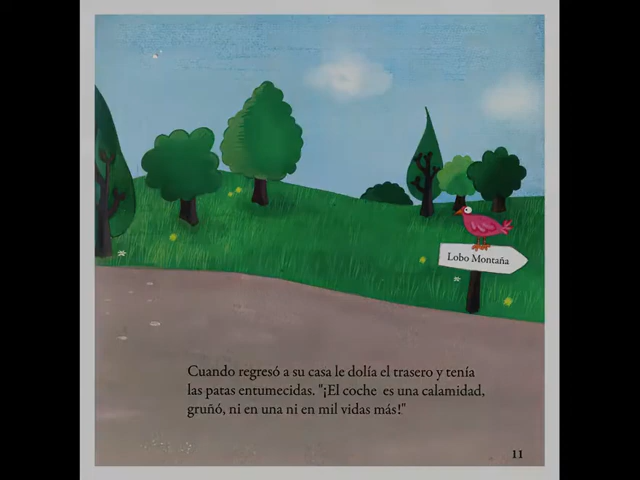 Lobo Montaña
Cuando regresó a su casa le dolía el trasero y tenía
las patas entumecidas. "¡El coche es una calamidad,
gruñó, ni en una ni en mil vidas más!"
11